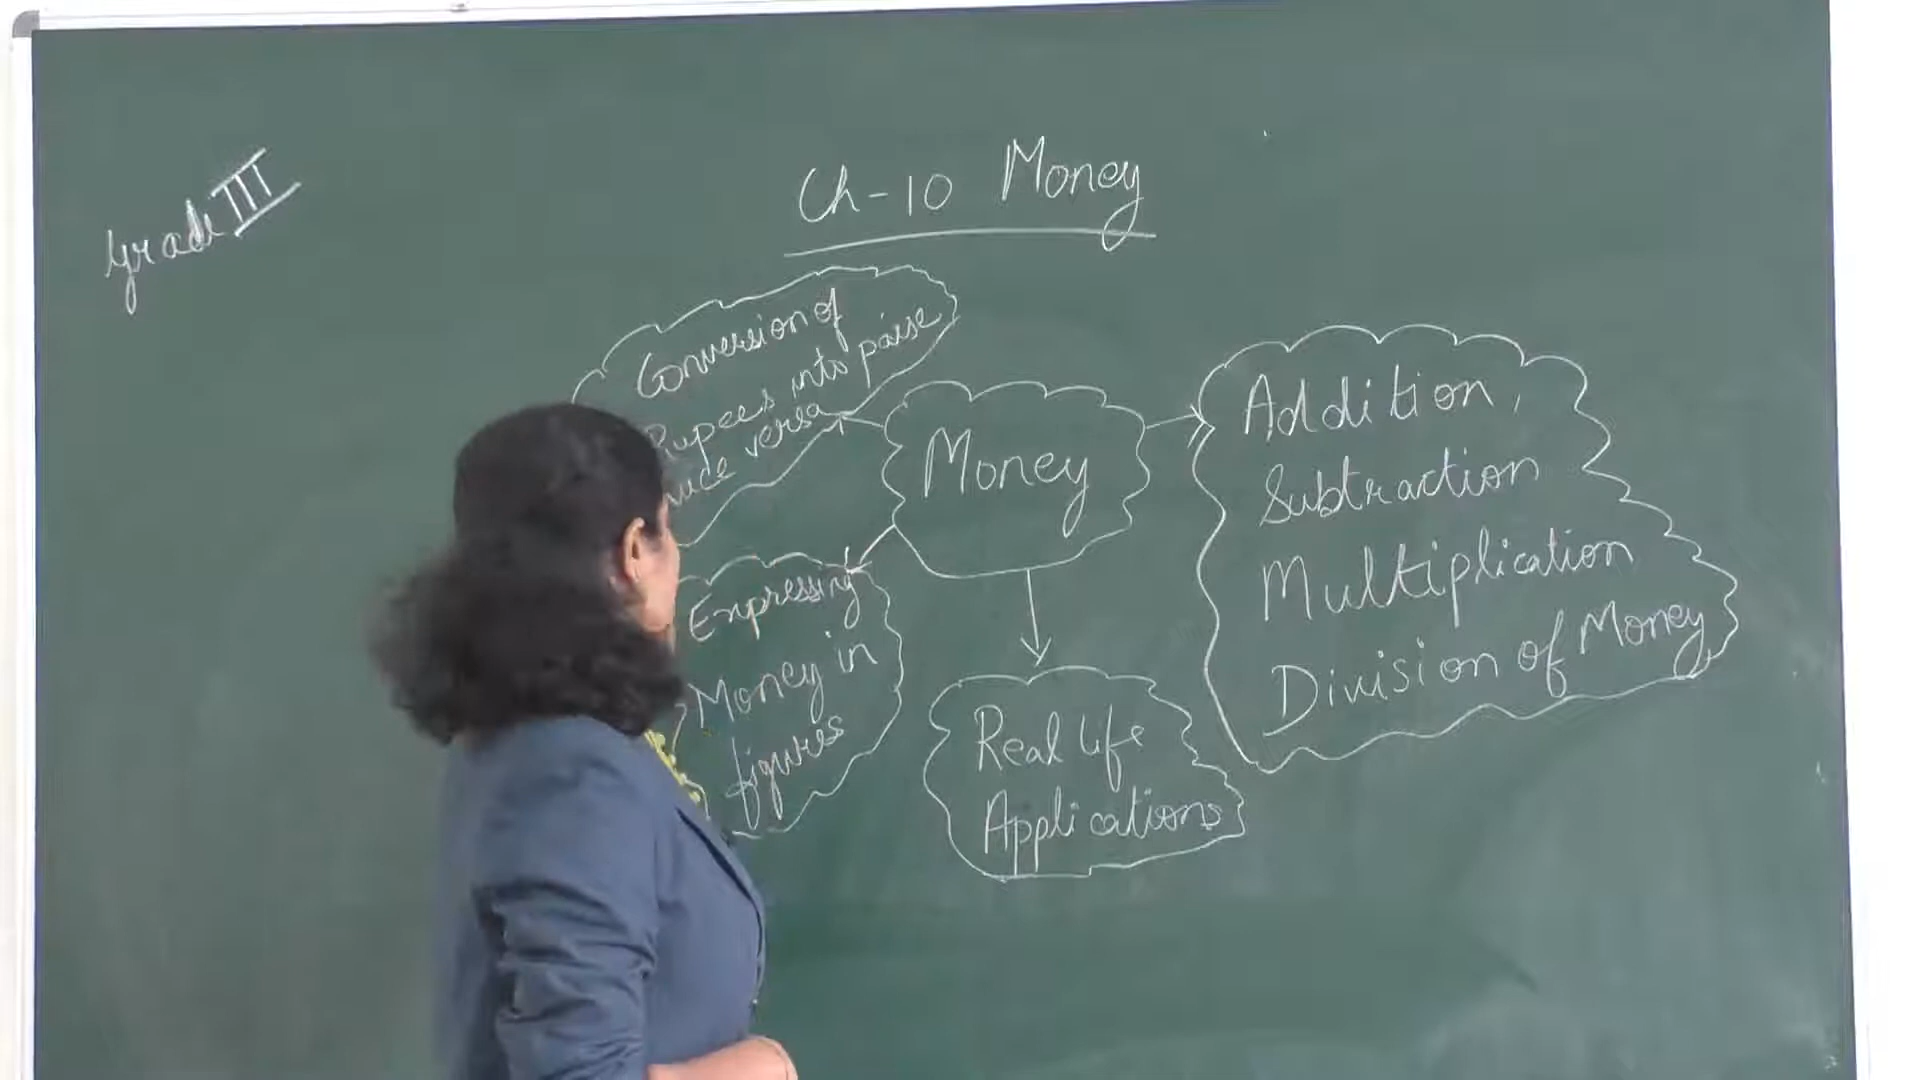 Grade III
Ch-10 Money
Conversion of
Rupees into paise
vice versa
Money
Expressing
Money in
figures
Real life
Applications
Addition,
Subtraction
Multiplication
Division of Money